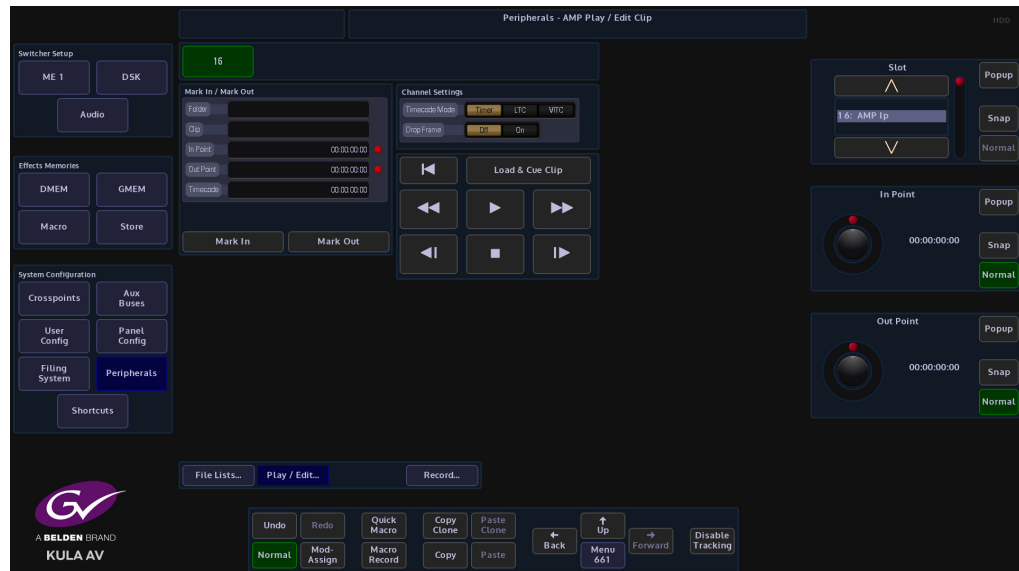 Peripherals - AMP Play / Edit Clip
HDD
Switcher Setup
ME 1
DSK
Audio
Effects Memories
DMEM
GMEM
Macro
Store
System Configuration
Crosspoints
Aux
Buses
User
Config
Panel
Config
Filing
System
Peripherals
Shortcuts
16
Mark In / Mark Out
Folder
Clip
In Point
00:00:00:00
Out Point
00:00:00:00
Timecode
00:00:00:00
Mark In
Mark Out
Channel Settings
Timecode Mode
Timer
LTC
VITC
Drop Frame
Off
On
Load & Cue Clip
Slot
16: AMP Ip
Popup
Snap
Normal
In Point
00:00:00:00
Popup
Snap
Normal
Out Point
00:00:00:00
Popup
Snap
Normal
File Lists...
Play / Edit...
Record...
GV
A BELDEN BRAND
KULA AV
Undo
Redo
Quick
Macro
Copy
Clone
Paste
Clone
Normal
Mod-
Assign
Macro
Record
Copy
Paste
Back
Up
Menu
661
Forward
Disable
Tracking